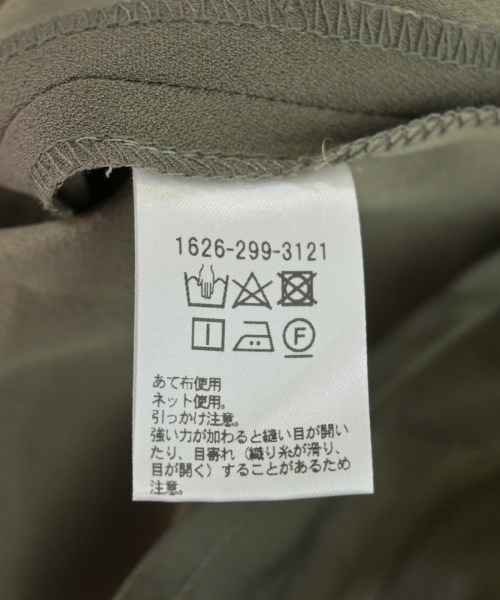 1626-299-3121
あて布使用
ネット使用。
引っかけ注意。
強い力が加わると縫い目が開い
たり、目寄れ（織り糸が滑り、
目が開く）することがあるため
注意。